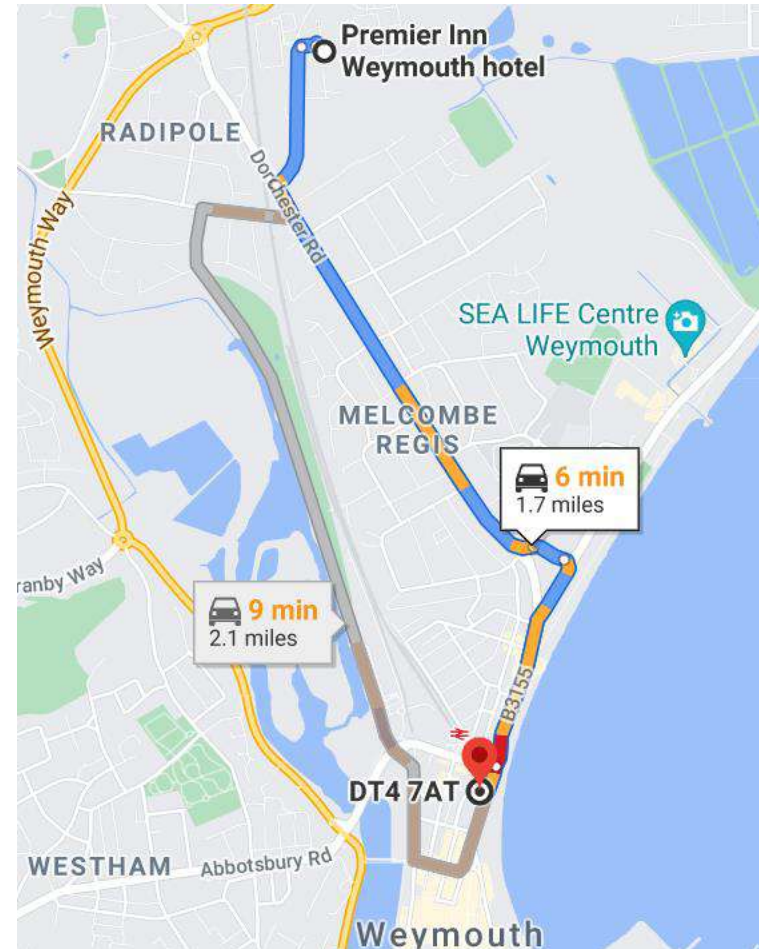 Premier Inn
Weymouth hotel
RADIPOLE
Dorchester Rd
Weymouth Way
SEA LIFE Centre
Weymouth
MELCOMBE
REGIS
6 min
1.7 miles
ranby Way
9 min
2.1 miles
B3155
DT4 7AT
WESTHAM
Abbotsbury Rd
Weymouth